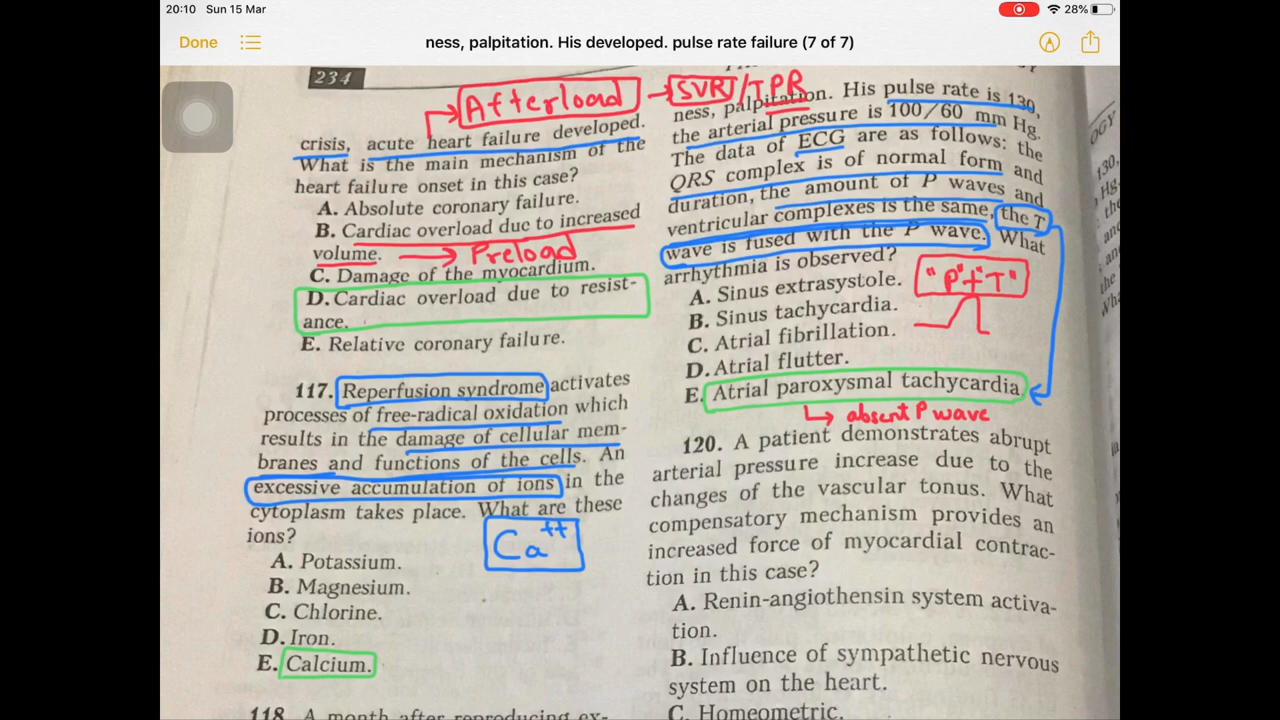 20:10 Sun 15 Mar
28%
Done
ness, palpitation. His developed. pulse rate failure (7 of 7)
234
Afterload → SVR/TPR
crisis, acute heart failure developed.
What is the main mechanism of the
heart failure onset in this case?
A. Absolute coronary failure.
B. Cardiac overload due to increased
volume. → Preload
C. Damage of the myocardium.
D. Cardiac overload due to resist-
ance.
E. Relative coronary failure.
117. Reperfusion syndrome activates
processes of free-radical oxidation which
results in the damage of cellular mem-
branes and functions of the cells. An
excessive accumulation of ions in the
cytoplasm takes place. What are these
ions?
Ca++
A. Potassium.
B. Magnesium.
C. Chlorine.
D. Iron.
E. Calcium.
118. A month after reproducing ex-
ness, palpitation. His pulse rate is 130,
the arterial pressure is 100/60 mm Hg.
The data of ECG are as follows: the
QRS complex is of normal form and
duration, the amount of P waves and
ventricular complexes is the same, the T
wave is fused with the P wave. What
arrhythmia is observed?
"P"+"T"
A. Sinus extrasystole.
B. Sinus tachycardia.
C. Atrial fibrillation.
D. Atrial flutter.
E. Atrial paroxysmal tachycardia
↳ absent P wave
120. A patient demonstrates abrupt
arterial pressure increase due to the
changes of the vascular tonus. What
compensatory mechanism provides an
increased force of myocardial contrac-
tion in this case?
A. Renin-angiothensin system activa-
tion.
B. Influence of sympathetic nervous
system on the heart.
C. Homeometric.
OGY
130,
Hg.
the
and
and